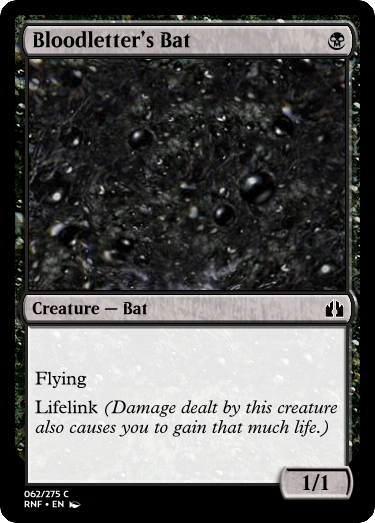 Bloodletter's Bat
Creature — Bat
Flying
Lifelink (Damage dealt by this creature
also causes you to gain that much life.)
1/1
062/275 C
RNF • EN